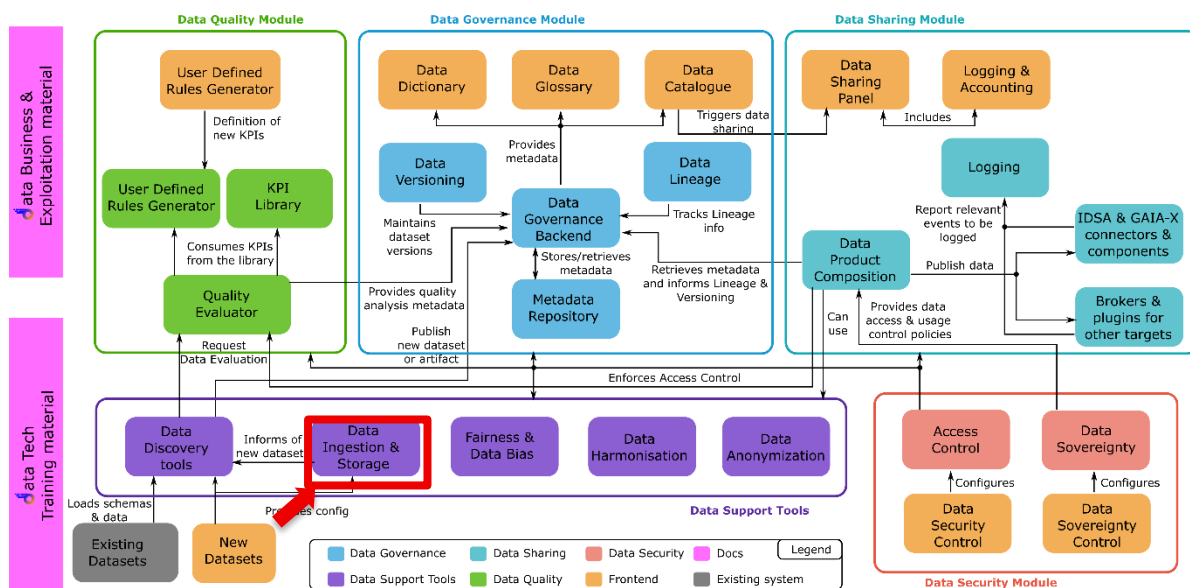 Data Quality Module
Data Governance Module
Data Sharing Module
Data Business &
Exploitation material
Data Tech
Training material
User Defined
Rules Generator
Definition of
new KPIs
User Defined
Rules Generator
KPI
Library
Consumes KPIs
from the library
Quality
Evaluator
Request
Data Evaluation
Data
Dictionary
Data
Glossary
Data
Catalogue
Provides
metadata
Triggers data
sharing
Data
Versioning
Data
Lineage
Maintains
dataset
versions
Data
Governance
Backend
Tracks Lineage
info
Stores/retrieves
metadata
Provides quality
analysis metadata
Metadata
Repository
Retrieves metadata
and informs Lineage &
Versioning
Publish
new dataset
or artifact
Enforces Access Control
Data
Sharing
Panel
Includes
Logging &
Accounting
Logging
Report relevant
events to be
logged
IDSA & GAIA-X
connectors &
components
Data
Product
Composition
Publish data
Brokers &
plugins for
other targets
Can
use
Provides data
access & usage
control policies
Data
Discovery
tools
Informs of
new dataset
Data
Ingestion &
Storage
Fairness &
Data Bias
Data
Harmonisation
Data
Anonymization
Data Support Tools
Loads schemas
& data
Existing
Datasets
New
Datasets
config
Access
Control
Data
Sovereignty
Configures
Configures
Data
Security
Control
Data
Sovereignty
Control
Data Security Module
Legend
Data Governance
Data Sharing
Data Security
Docs
Data Support Tools
Data Quality
Frontend
Existing system